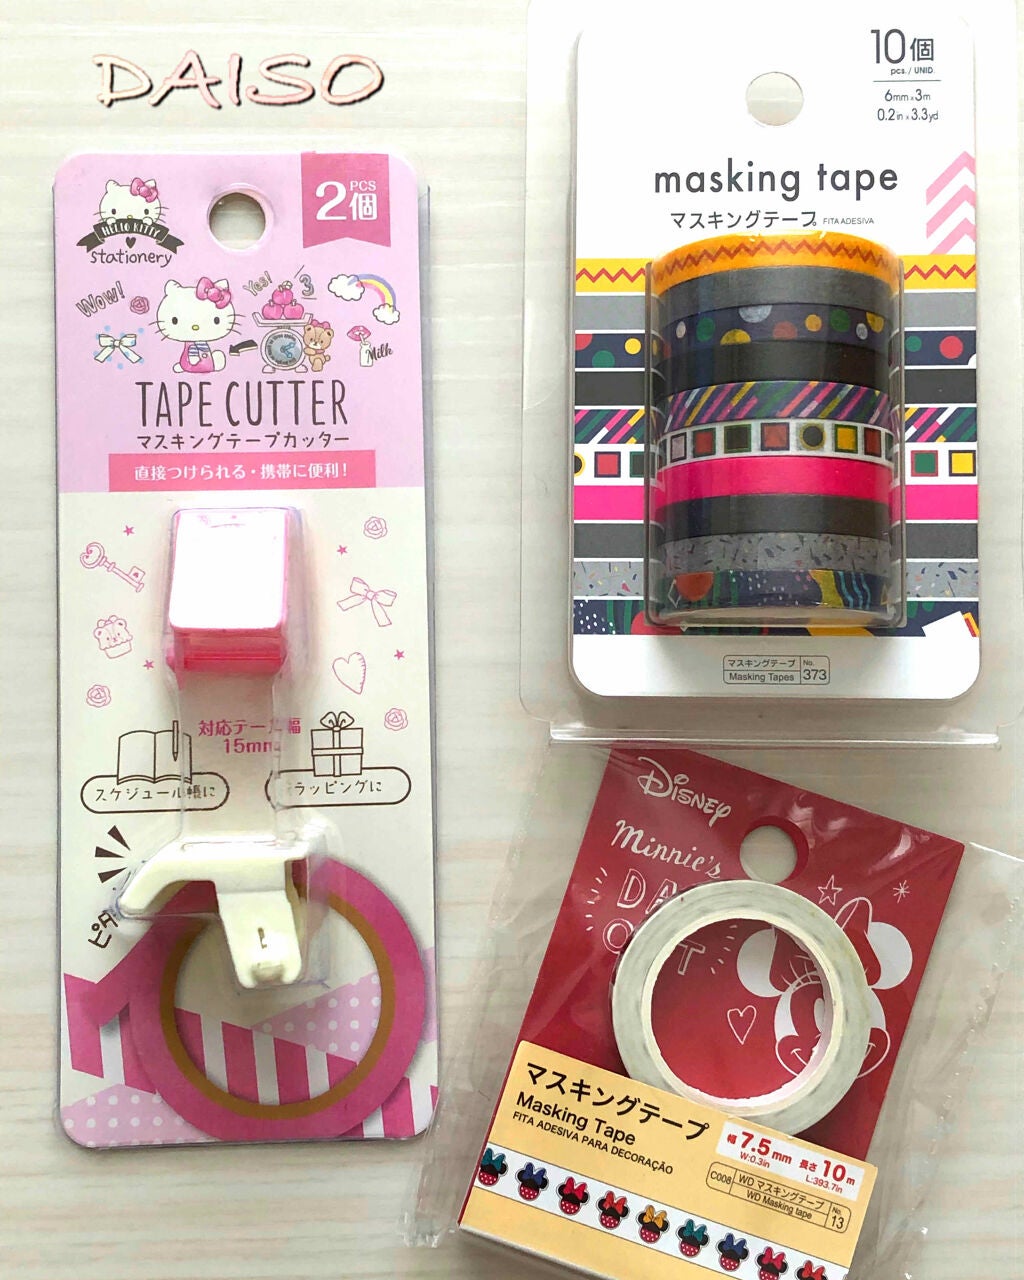 DAISO
HELLO KITTY
stationery
2個
PCS
Wow!
Yes!
3
Milk
TAPE CUTTER
マスキングテープカッター
直接つけられる・携帯に便利!
対応テープ幅
15mm
スケジュール帳に
ラッピングに
ピタ
10個
pcs./UNID.
6mm×3m
0.2in×3.3yd
masking tape
マスキングテープ FITA ADESIVA
マスキングテープ No.
Masking Tapes 373
Disney
Minnie's
DAY
OUT
マスキングテープ
Masking Tape
FITA ADESIVA PARA DECORAÇÃO
幅 7.5mm 長さ 10m
W:0.3in L:393.7in
C008 WD マスキングテープ No.
WD Masking tape 13